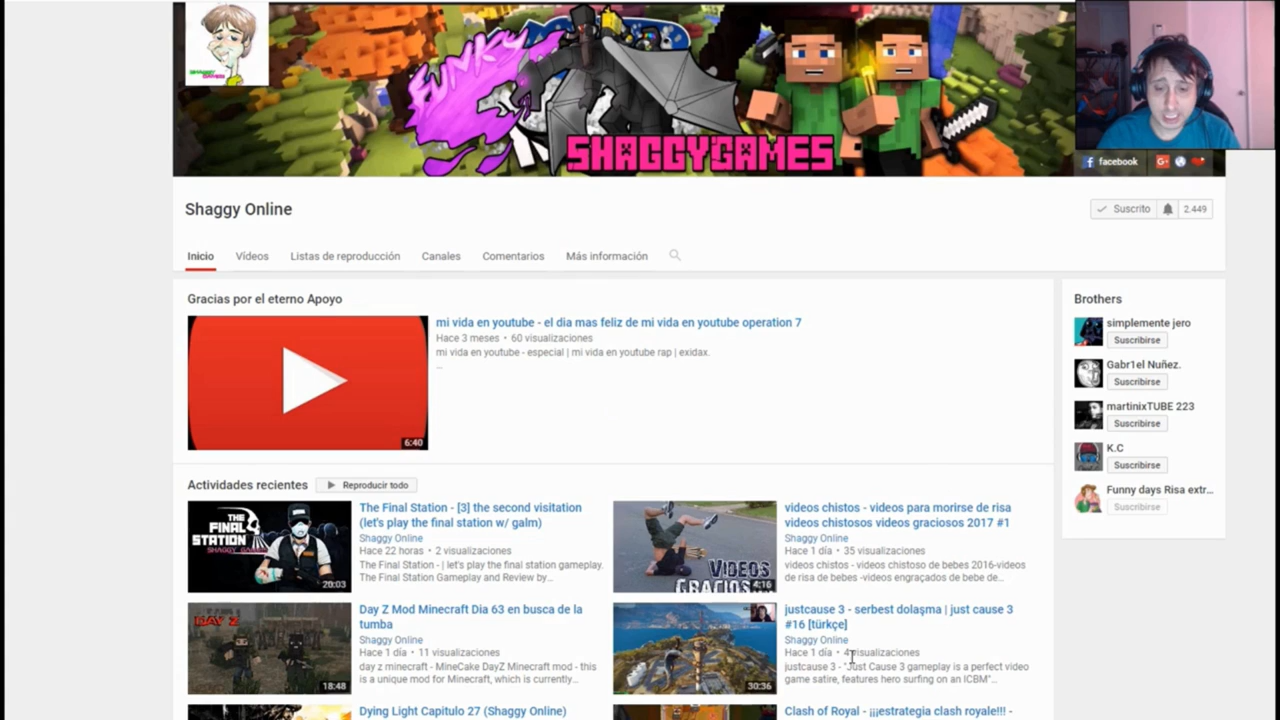 FUNKY
SHAGGYGAMES
facebook
Shaggy Online
Suscrito
2.449
Inicio
Vídeos
Listas de reproducción
Canales
Comentarios
Más información
Gracias por el eterno Apoyo
mi vida en youtube - el dia mas feliz de mi vida en youtube operation 7
Hace 3 meses • 60 visualizaciones
mi vida en youtube - especial | mi vida en youtube rap | exidax.
...
6:40
Brothers
simplemente jero
Suscribirse
Gabr1el Nuñez.
Suscribirse
martinixTUBE 223
Suscribirse
K.C
Suscribirse
Funny days Risa extr...
Suscribirse
Actividades recientes
Reproducir todo
THE
FINAL
STATION
SHAGGY GAMES
20:03
The Final Station - [3] the second visitation
(let's play the final station w/ galm)
Shaggy Online
Hace 22 horas • 2 visualizaciones
The Final Station - | let's play the final station gameplay.
The Final Station Gameplay and Review by...
VIDEOS
GRACIOS
4:16
videos chistos - videos para morirse de risa
videos chistosos videos graciosos 2017 #1
Shaggy Online
Hace 1 día • 35 visualizaciones
videos chistos - videos chistoso de bebes 2016-videos
de risa de bebes -videos engraçados de bebe de...
DAY Z
18:48
Day Z Mod Minecraft Dia 63 en busca de la
tumba
Shaggy Online
Hace 1 día • 11 visualizaciones
day z minecraft - MineCake DayZ Minecraft mod - this
is a unique mod for Minecraft, which is currently...
30:36
justcause 3 - serbest dolaşma | just cause 3
#16 [türkçe]
Shaggy Online
Hace 1 día • 4 visualizaciones
justcause 3 - "Just Cause 3 gameplay is a perfect video
game satire, features hero surfing on an ICBM"...
Dying Light Capitulo 27 (Shaggy Online)
Clash of Royal - ¡¡¡estrategia clash royale!!! -